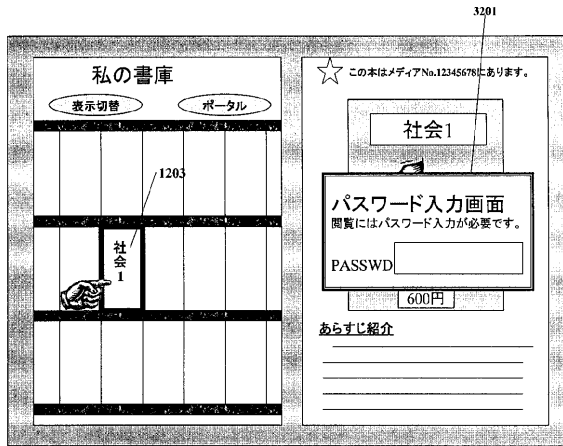 3201
私の書庫
表示切替
ポータル
1203
社会1
☆ この本はメディアNo.12345678にあります。
社会1
パスワード入力画面
閲覧にはパスワード入力が必要です。
PASSWD
600円
あらすじ紹介